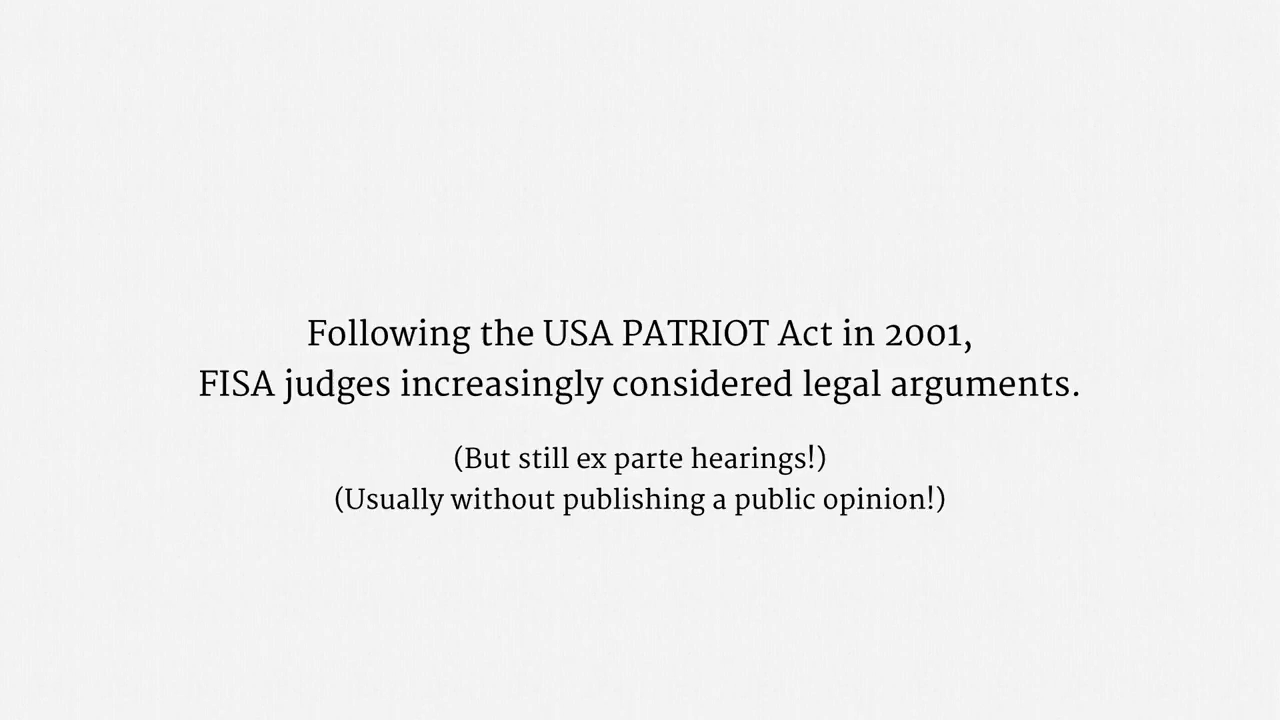 Following the USA PATRIOT Act in 2001,
FISA judges increasingly considered legal arguments.
(But still ex parte hearings!)
(Usually without publishing a public opinion!)